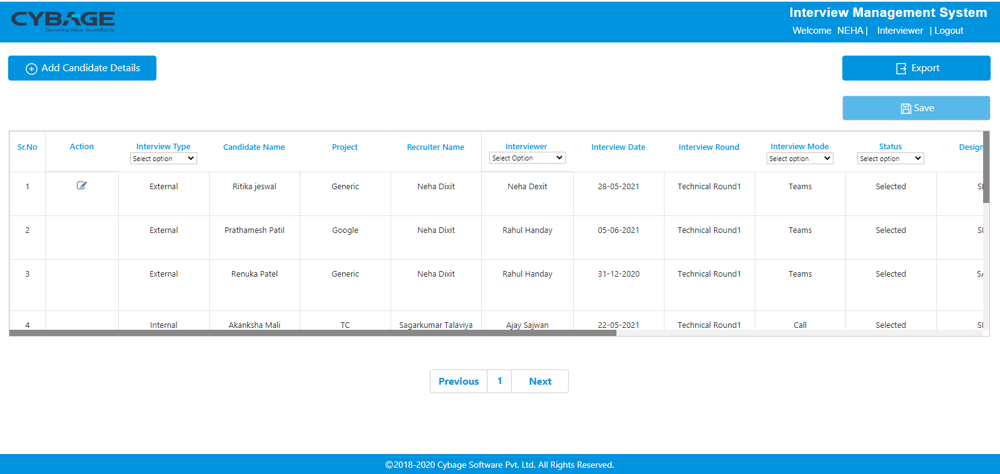 CYBAGE
Delivering Value. Scientifically.
Interview Management System
Welcome NEHA | Interviewer | Logout
Add Candidate Details
Export
Save
Sr.No Action Interview Type Candidate Name Project Recruiter Name Interviewer Interview Date Interview Round Interview Mode Status Design
Select option Select Option Select option Select option
1 External Ritika jeswal Generic Neha Dixit Neha Dexit 28-05-2021 Technical Round1 Teams Selected
2 External Prathamesh Patil Google Neha Dixit Rahul Handay 05-06-2021 Technical Round1 Teams Selected
3 External Renuka Patel Generic Neha Dixit Rahul Handay 31-12-2020 Technical Round1 Teams Selected
4 Internal Akanksha Mali TC Sagarkumar Talaviya Ajay Sajwan 22-05-2021 Technical Round1 Call Selected
Previous 1 Next
©2018-2020 Cybage Software Pvt. Ltd. All Rights Reserved.